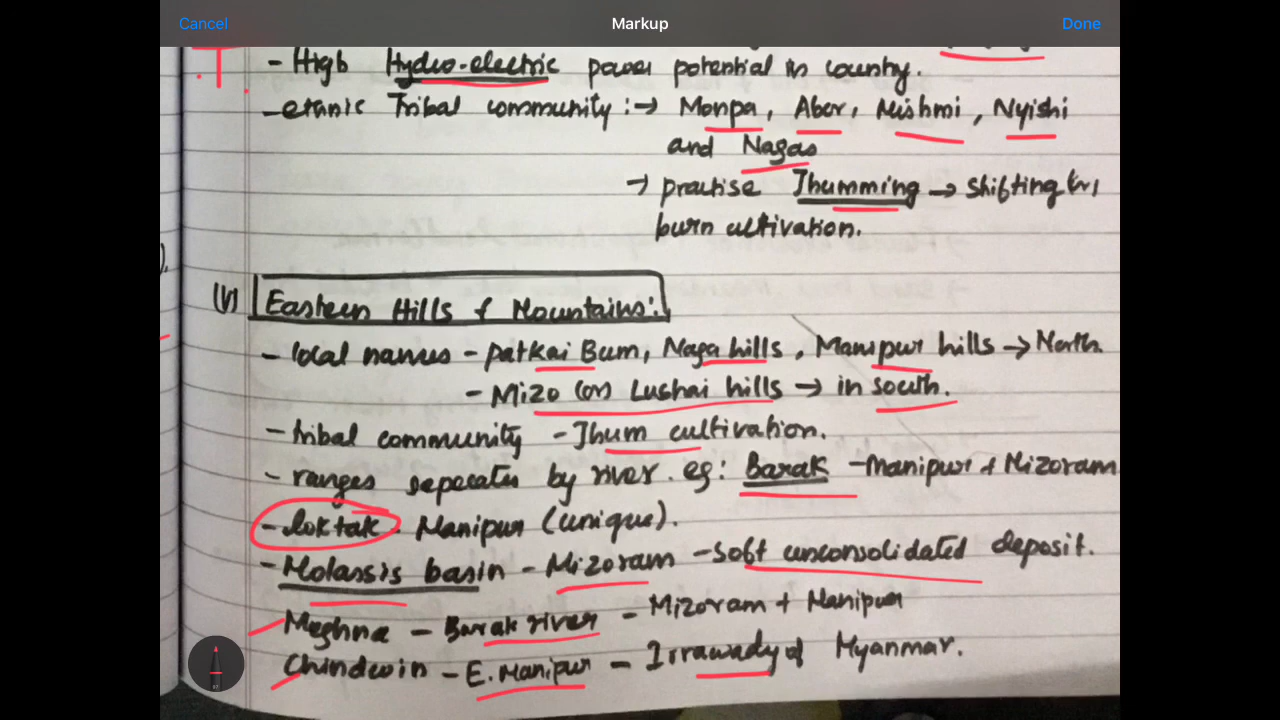 Cancel Markup Done
- High Hydro-electric power potential in country.
- etnnic Tribal community :→ Monpa, Abor, Mishmi, Nyishi
and Nagas
→ practise Jhumming → shifting (or)
burn cultivation.
(V) Eastern Hills & Mountains:
- local names - Patkai Bum, Naga hills, Manipur hills → North
- Mizo (or) Lushai hills → in south.
- tribal community - Jhum cultivation.
- ranges seperates by river. eg: Barak - Manipur + Mizoram
- loktak - Manipur (unique).
- Molassis basin - Mizoram - soft unconsolidated deposit.
Meghna - Barak river - Mizoram + Manipur
Chindwin - E. Manipur - Irrawady of Myanmar.